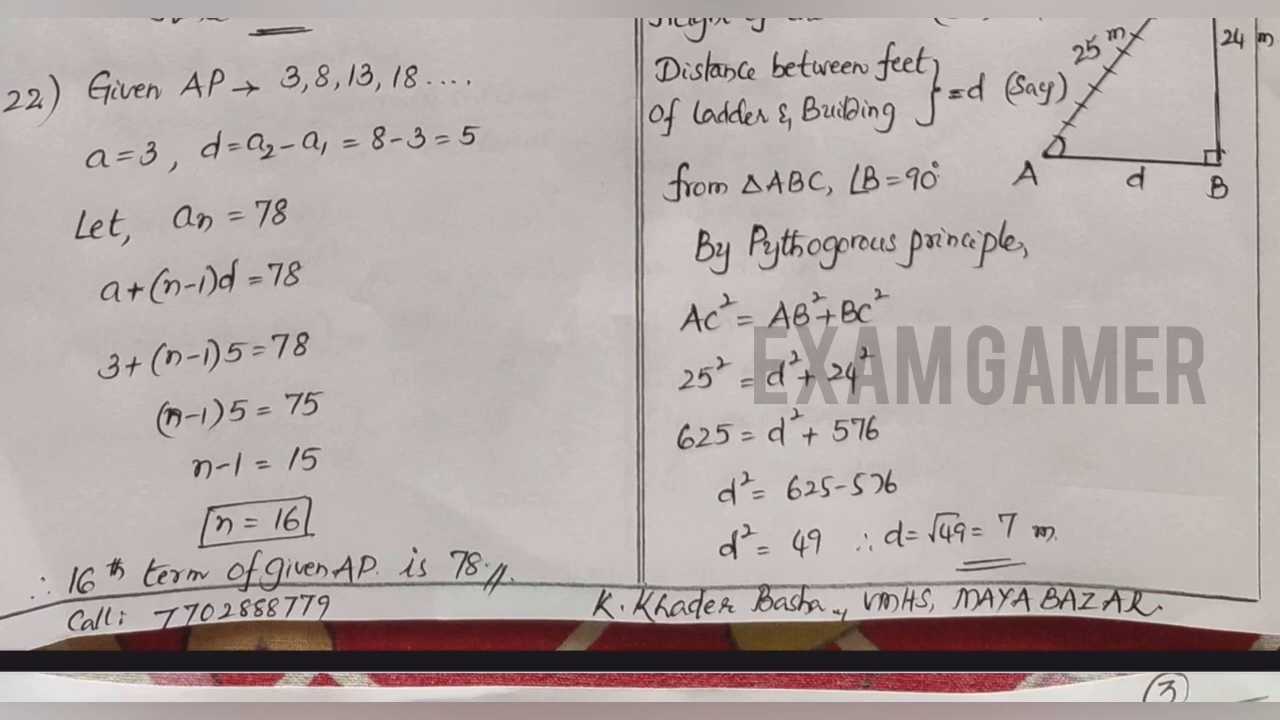 22) Given AP → 3, 8, 13, 18 ....
a = 3, d = a₂ - a₁ = 8 - 3 = 5
Let, an = 78
a + (n-1)d = 78
3 + (n-1)5 = 78
(n-1)5 = 75
n-1 = 15
n = 16
∴ 16th term of given AP. is 78.
Call: 7702888779
Distance between feet
of ladder & Building } = d (Say)
25 m
24 m
A
d
B
from △ABC, ∠B = 90°
By Pythogorous principle,
AC² = AB² + BC²
25² = d² + 24²
625 = d² + 576
d² = 625 - 576
d² = 49 ∴ d = √49 = 7 m.
K. Khader Basha., VMHS, MAYA BAZAR.
EXAM GAMER
3